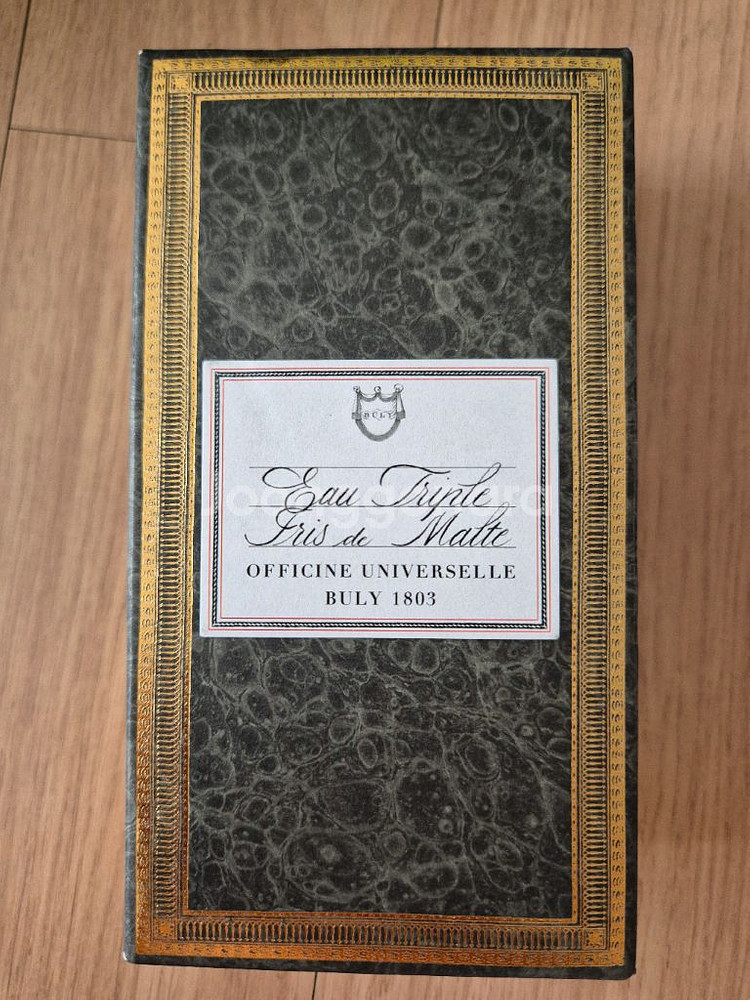 BULY
Eau Triple
Iris de Malte
OFFICINE UNIVERSELLE
BULY 1803